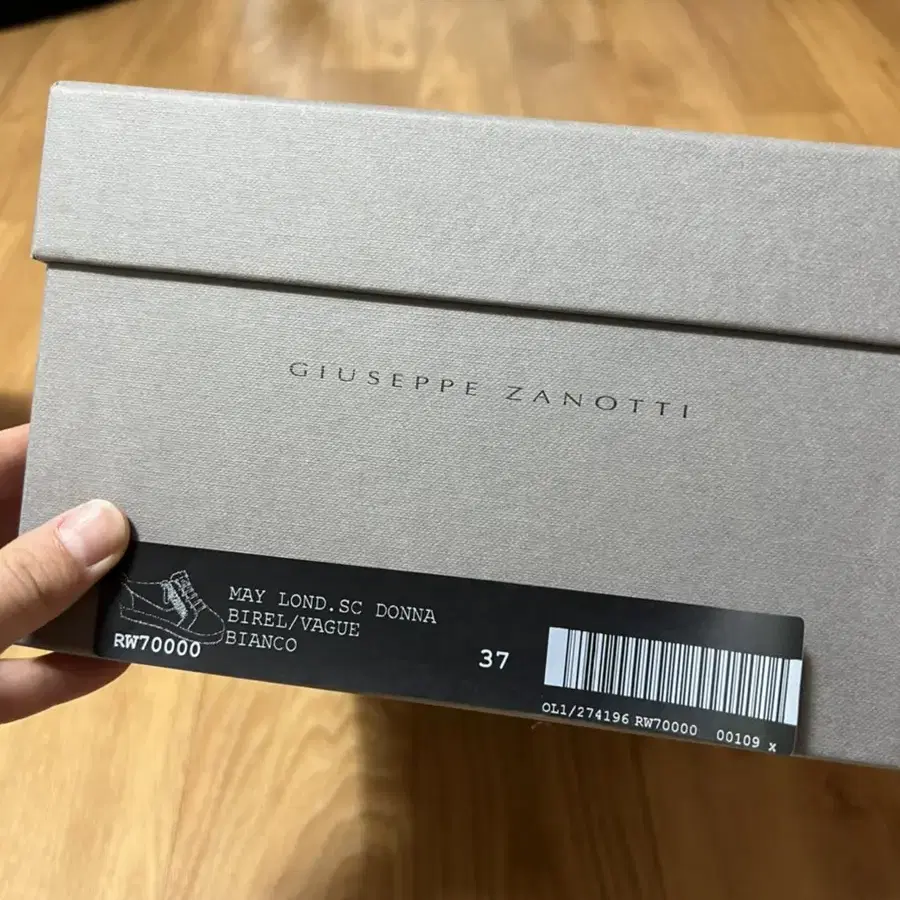 GIUSEPPE ZANOTTI
MAY LOND.SC DONNA
BIREL/VAGUE
BIANCO
RW70000
37
OL1/274196 RW70000 00109 x